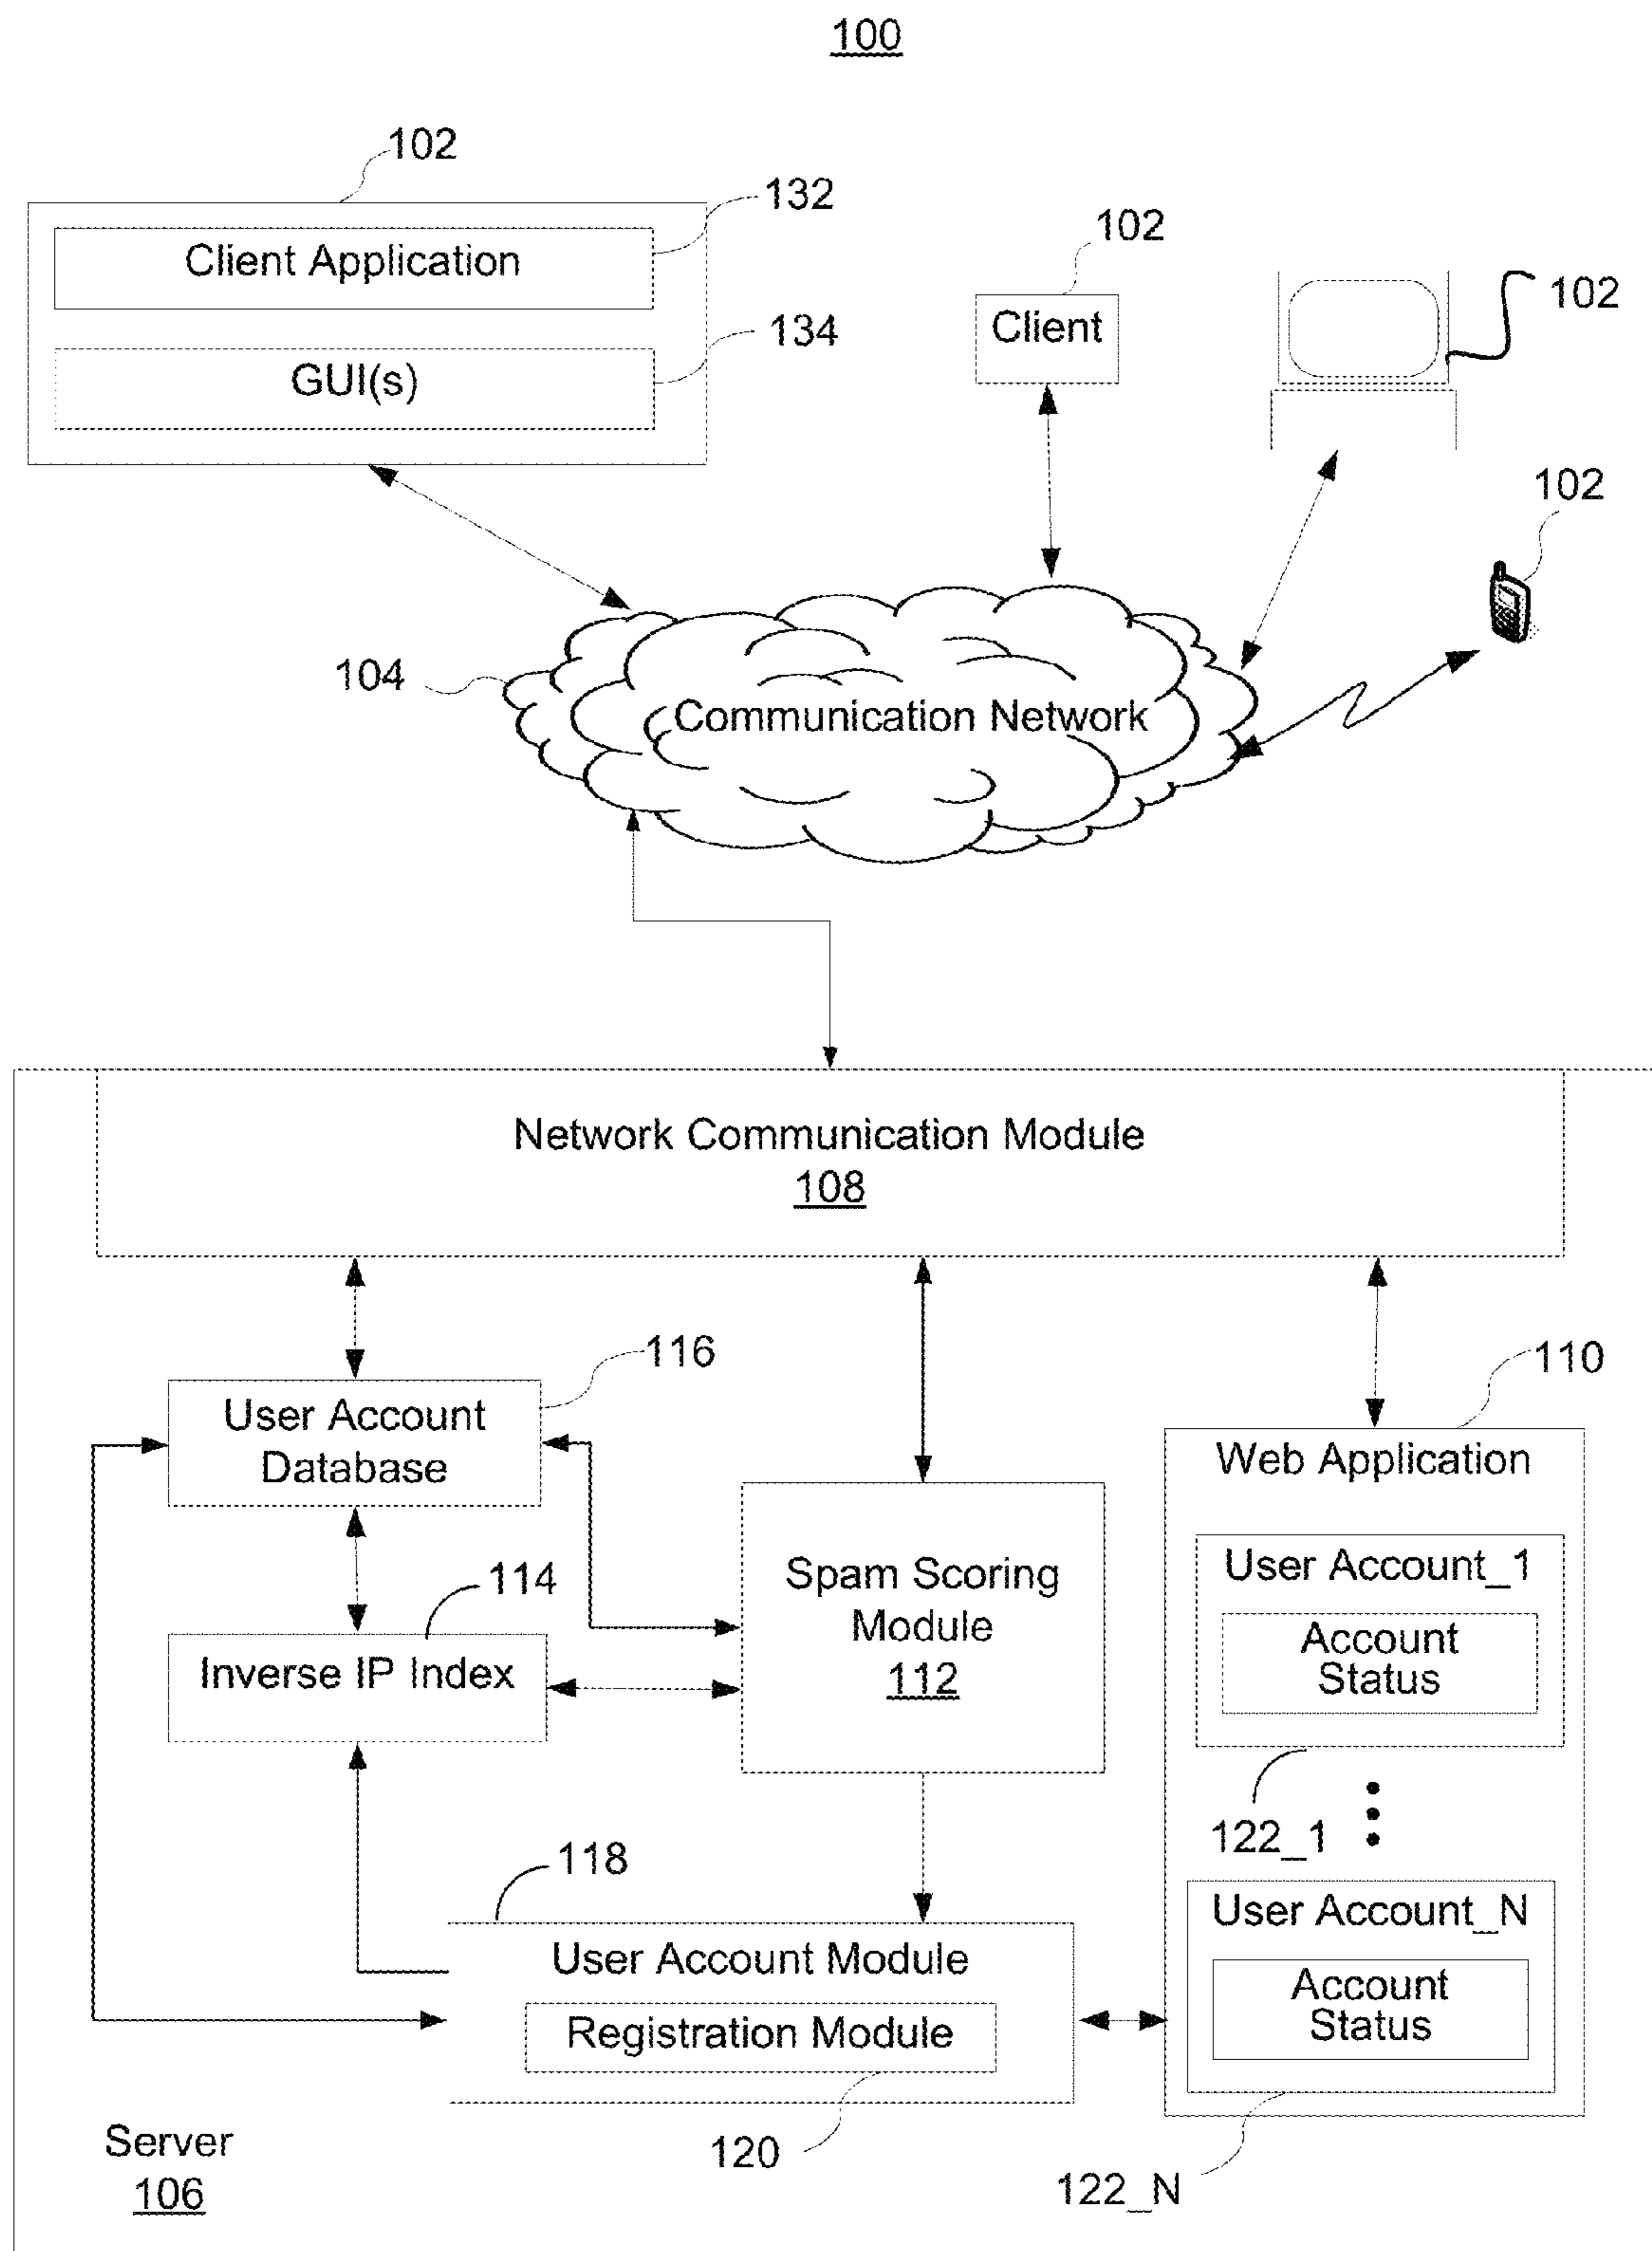 100
102
132
Client Application
134
GUI(s)
102
Client
102
102
104
Communication Network
Network Communication Module
108
116
User Account
Database
110
Web Application
User Account_1
Account
Status
122_1
114
Inverse IP Index
Spam Scoring
Module
112
118
User Account Module
Registration Module
120
User Account_N
Account
Status
122_N
Server
106